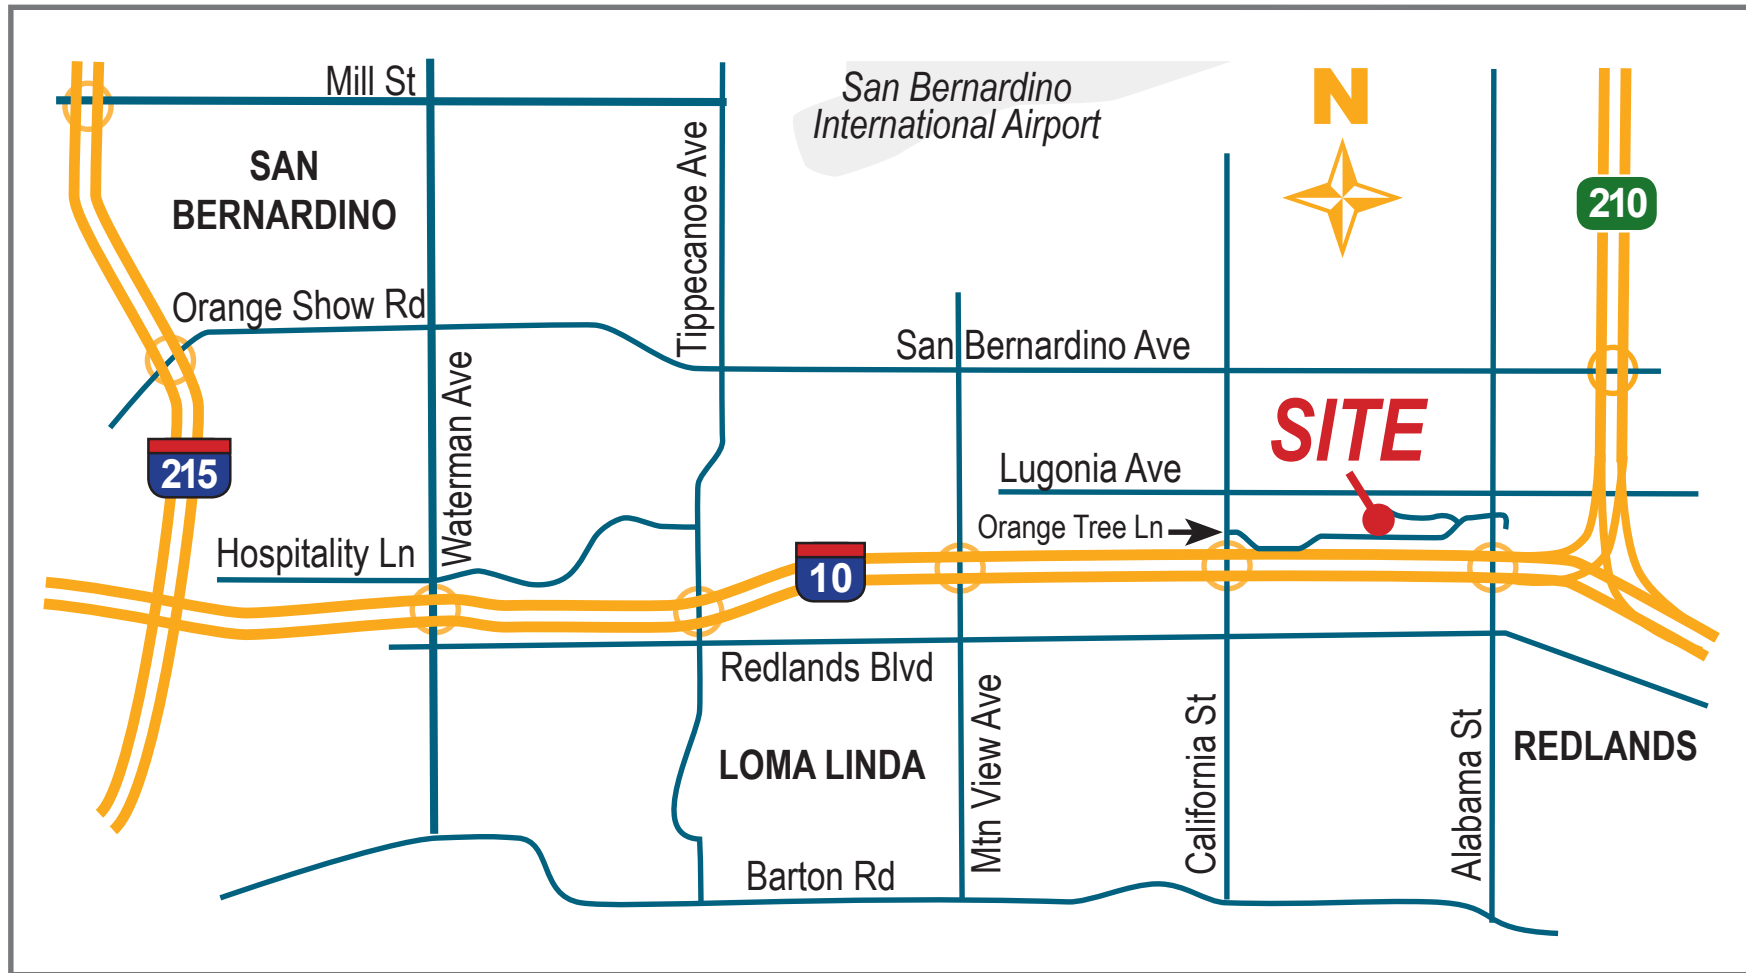 Mill St
San Bernardino
International Airport
N
SAN
BERNARDINO
Tippecanoe Ave
210
Orange Show Rd
San Bernardino Ave
Waterman Ave
SITE
215
Lugonia Ave
Orange Tree Ln
Hospitality Ln
10
Redlands Blvd
Mtn View Ave
California St
Alabama St
LOMA LINDA
REDLANDS
Barton Rd